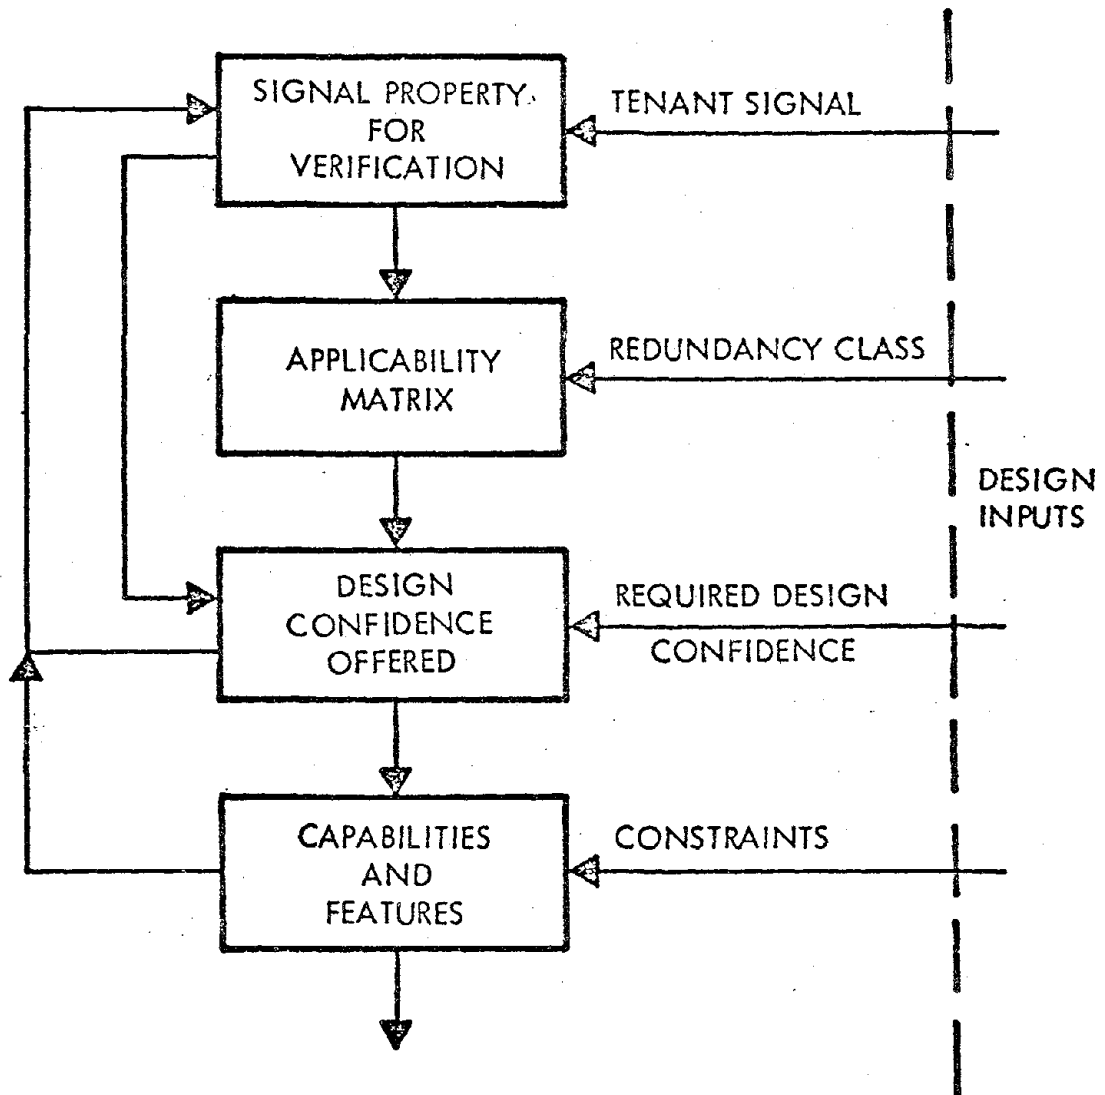 SIGNAL PROPERTY
FOR
VERIFICATION
TENANT SIGNAL
APPLICABILITY
MATRIX
REDUNDANCY CLASS
DESIGN
INPUTS
DESIGN
CONFIDENCE
OFFERED
REQUIRED DESIGN
CONFIDENCE
CAPABILITIES
AND
FEATURES
CONSTRAINTS